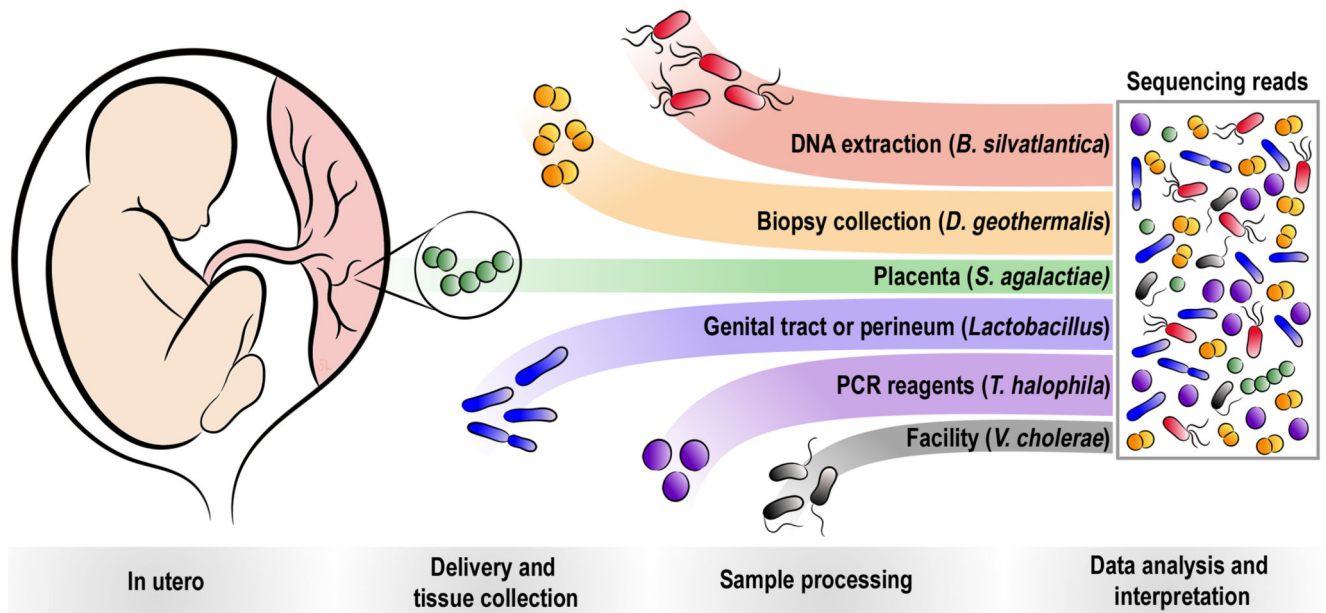 Sequencing reads
DNA extraction (B. silvatlantica)
Biopsy collection (D. geothermalis)
Placenta (S. agalactiae)
Genital tract or perineum (Lactobacillus)
PCR reagents (T. halophila)
Facility (V. cholerae)
In utero
Delivery and
tissue collection
Sample processing
Data analysis and
interpretation